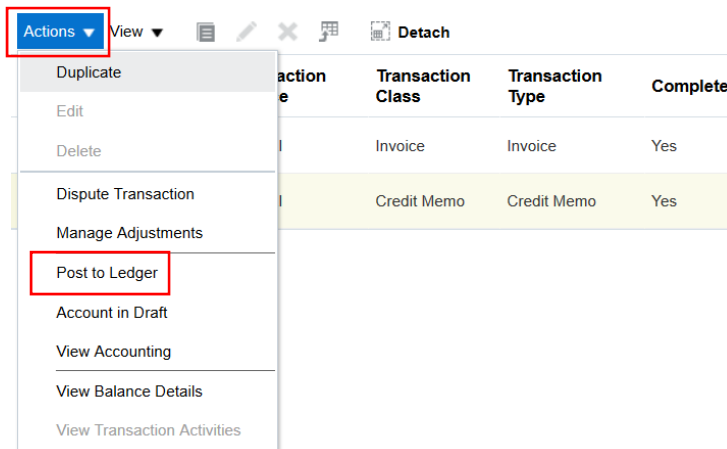 Actions View Detach
Duplicate
Edit
Delete
Dispute Transaction
Manage Adjustments
Post to Ledger
Account in Draft
View Accounting
View Balance Details
View Transaction Activities
Transaction Transaction
Class Type Complete
Invoice Invoice Yes
Credit Memo Credit Memo Yes